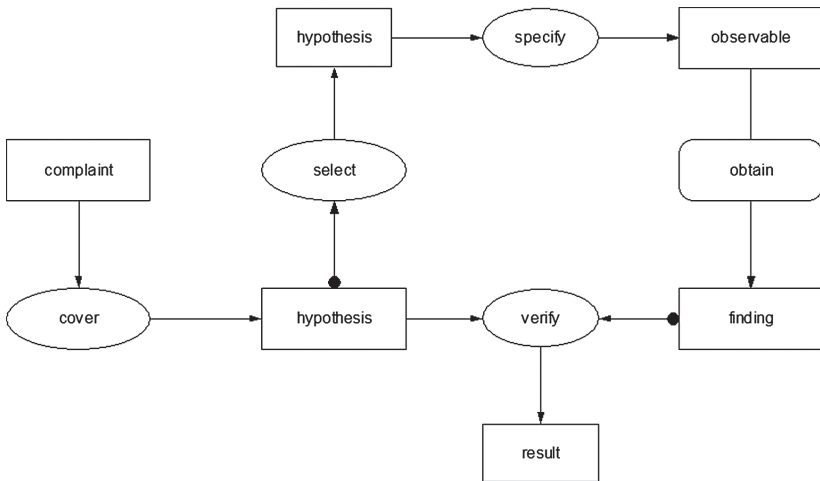 hypothesis
specify
observable
complaint
select
obtain
cover
hypothesis
verify
finding
result